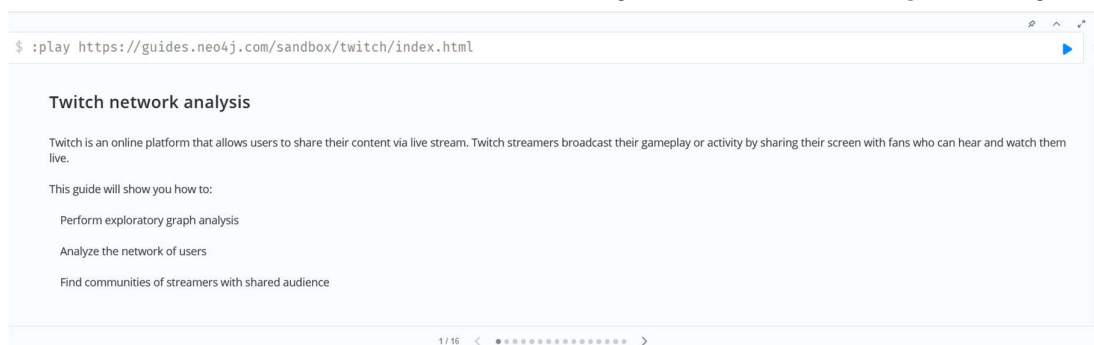 $ :play https://guides.neo4j.com/sandbox/twitch/index.html
Twitch network analysis
Twitch is an online platform that allows users to share their content via live stream. Twitch streamers broadcast their gameplay or activity by sharing their screen with fans who can hear and watch them
live.
This guide will show you how to:
Perform exploratory graph analysis
Analyze the network of users
Find communities of streamers with shared audience
1 / 16